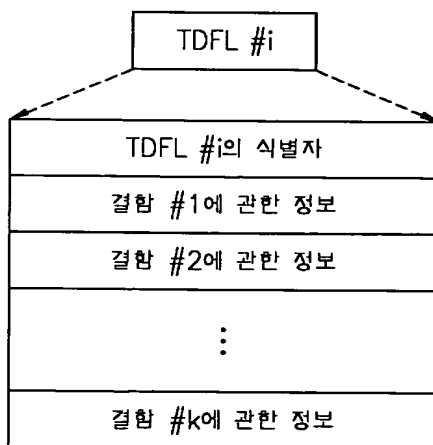 TDFL #i
TDFL #i의 식별자
결함 #1에 관한 정보
결함 #2에 관한 정보
⋮
결함 #k에 관한 정보